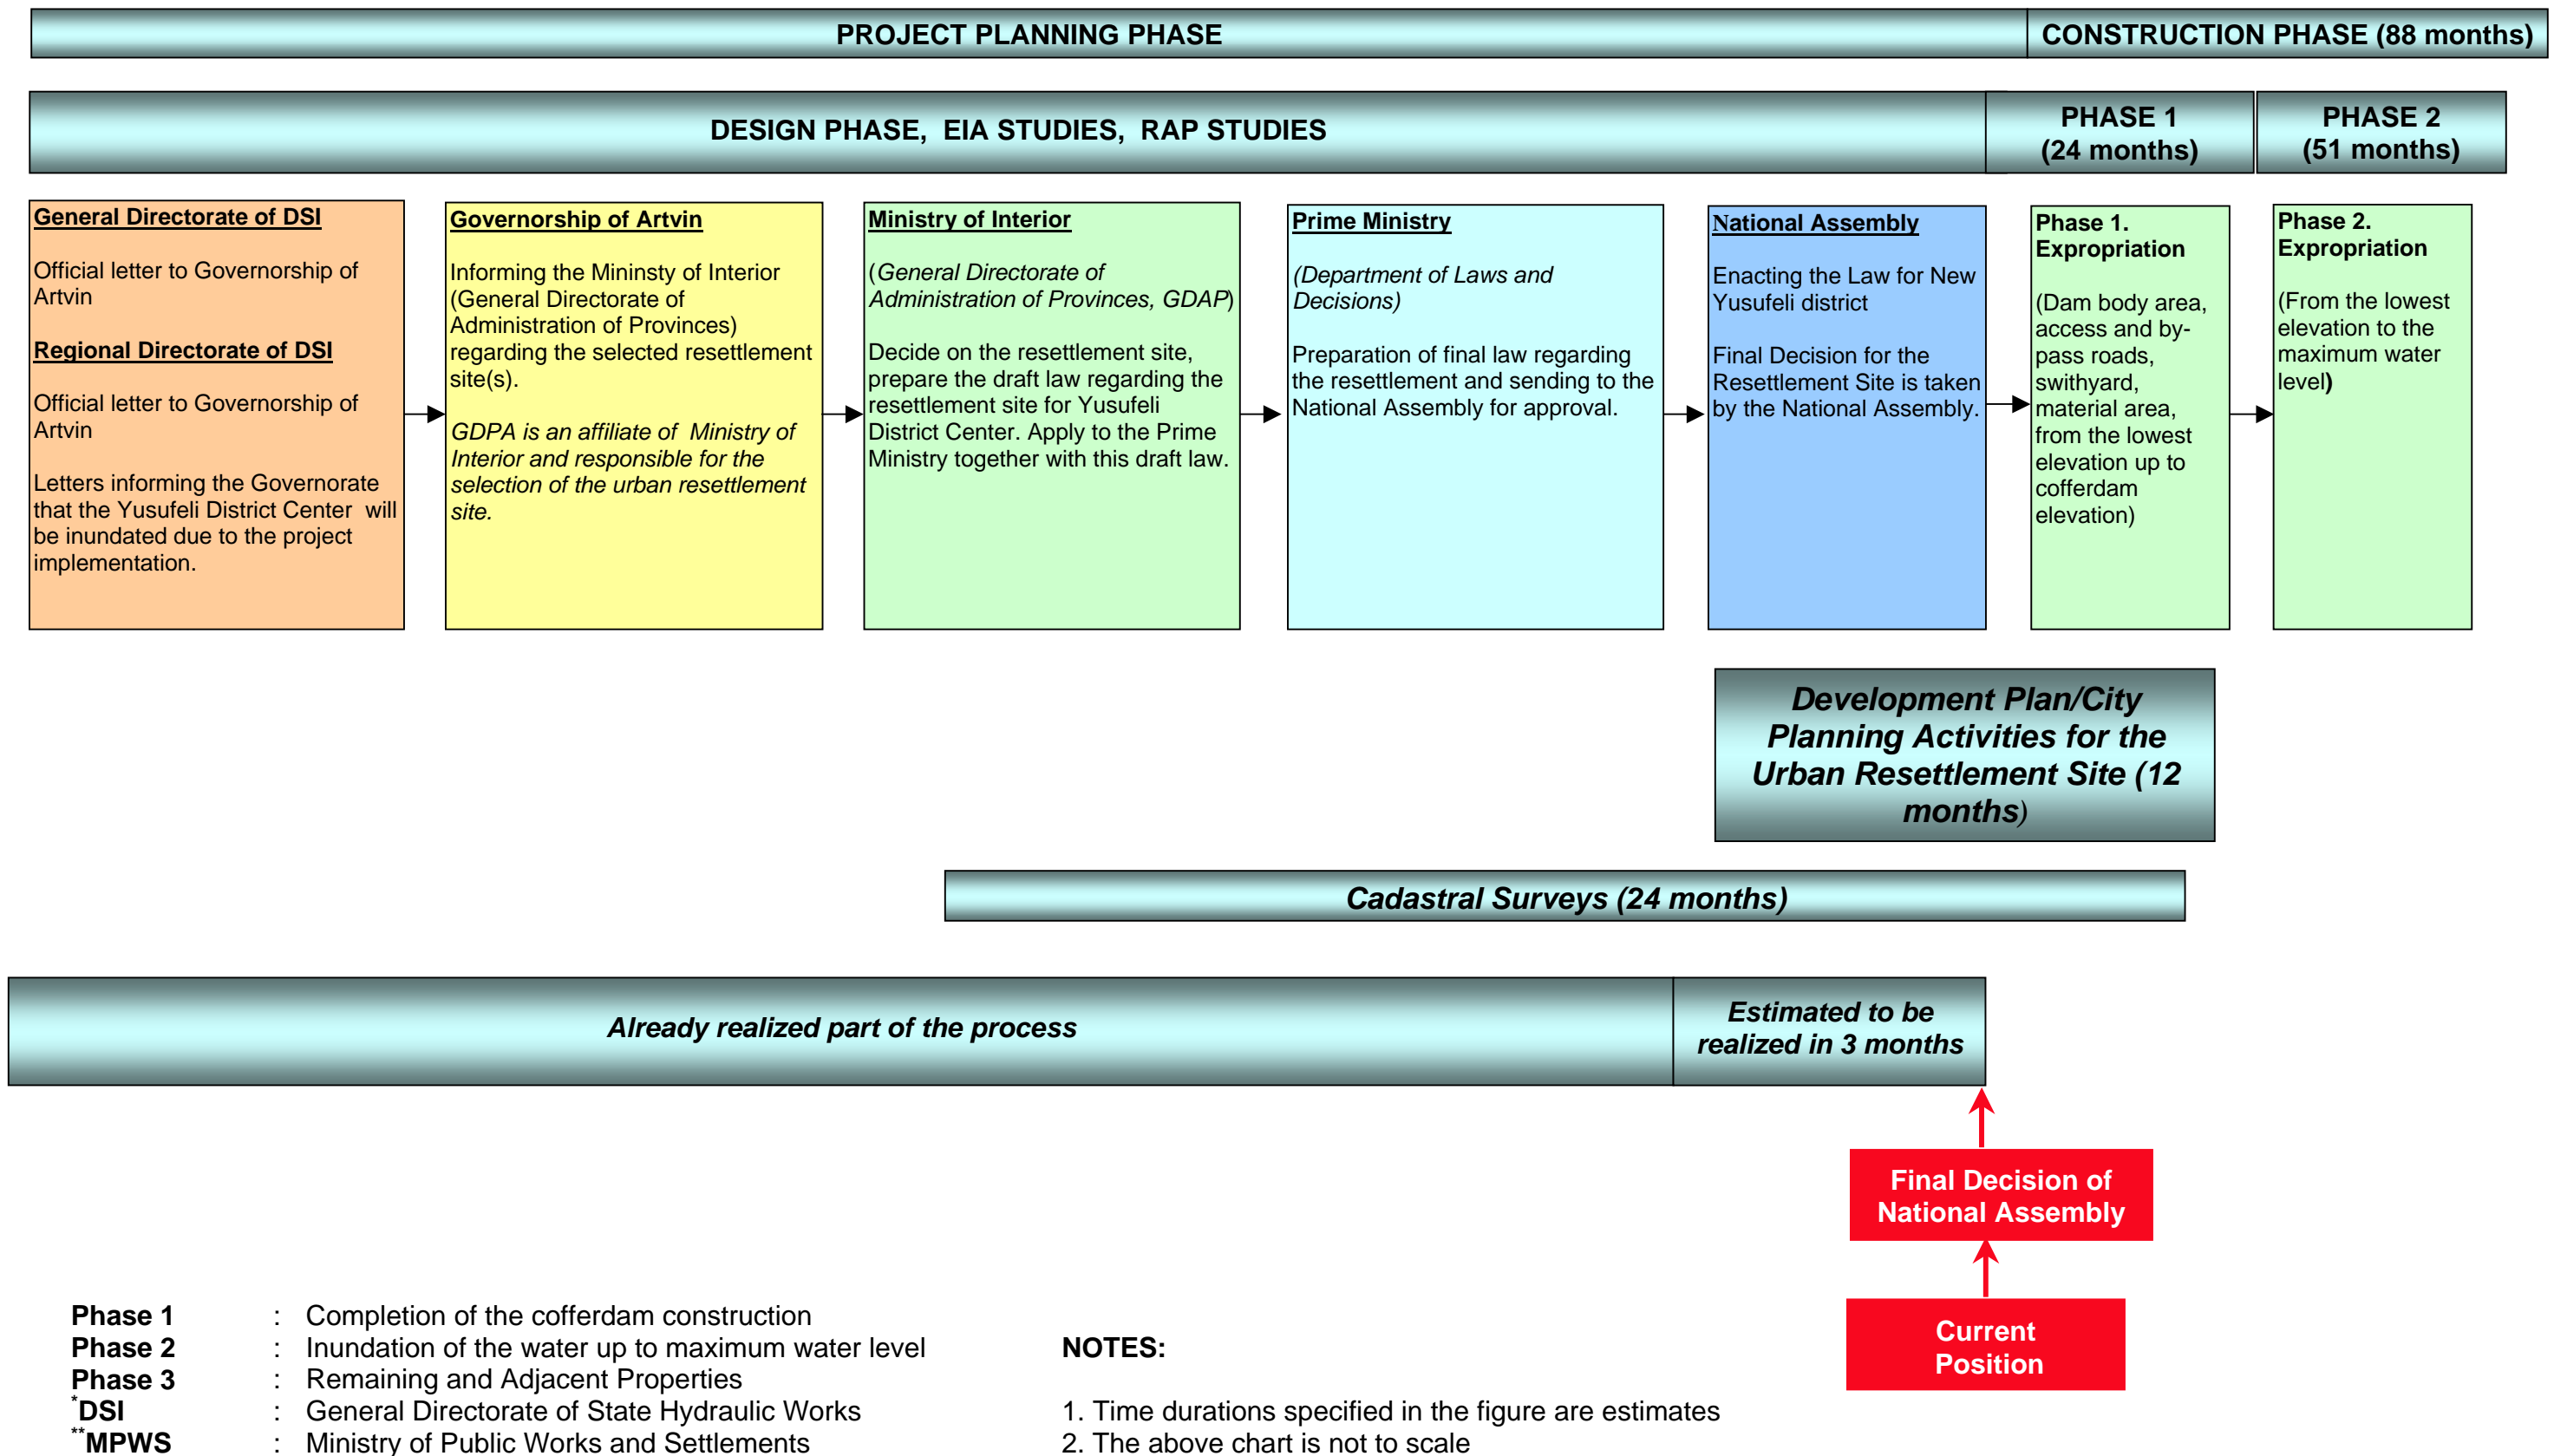 PROJECT PLANNING PHASE
CONSTRUCTION PHASE (88 months)
DESIGN PHASE, EIA STUDIES, RAP STUDIES
PHASE 1
(24 months)
PHASE 2
(51 months)
General Directorate of DSI
Official letter to Governorship of
Artvin
Regional Directorate of DSI
Official letter to Governorship of
Artvin
Letters informing the Governorate
that the Yusufeli District Center will
be inundated due to the project
implementation.
Governorship of Artvin
Informing the Mininsty of Interior
(General Directorate of
Administration of Provinces)
regarding the selected resettlement
site(s).
GDPA is an affiliate of Ministry of
Interior and responsible for the
selection of the urban resettlement
site.
Ministry of Interior
(General Directorate of
Administration of Provinces, GDAP)
Decide on the resettlement site,
prepare the draft law regarding the
resettlement site for Yusufeli
District Center. Apply to the Prime
Ministry together with this draft law.
Prime Ministry
(Department of Laws and
Decisions)
Preparation of final law regarding
the resettlement and sending to the
National Assembly for approval.
National Assembly
Enacting the Law for New
Yusufeli district
Final Decision for the
Resettlement Site is taken
by the National Assembly.
Phase 1.
Expropriation
(Dam body area,
access and by-
pass roads,
swithyard,
material area,
from the lowest
elevation up to
cofferdam
elevation)
Phase 2.
Expropriation
(From the lowest
elevation to the
maximum water
level)
Development Plan/City
Planning Activities for the
Urban Resettlement Site (12
months)
Cadastral Surveys (24 months)
Already realized part of the process
Estimated to be
realized in 3 months
Final Decision of
National Assembly
Current
Position
Phase 1 : Completion of the cofferdam construction
Phase 2 : Inundation of the water up to maximum water level
Phase 3 : Remaining and Adjacent Properties
*DSI : General Directorate of State Hydraulic Works
**MPWS : Ministry of Public Works and Settlements
NOTES:
1. Time durations specified in the figure are estimates
2. The above chart is not to scale